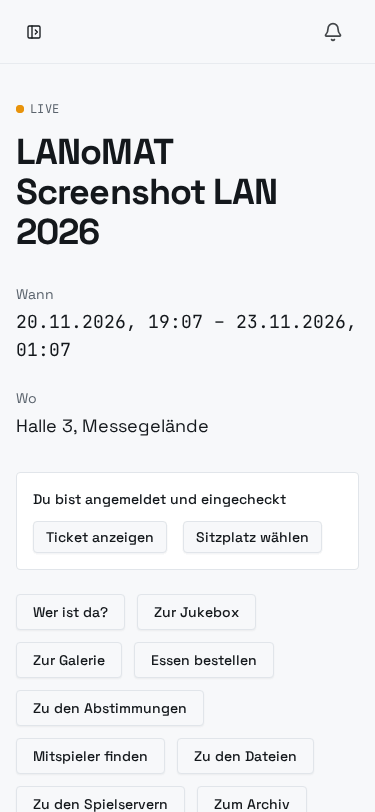 LIVE
LANoMAT
Screenshot LAN
2026
Wann
20.11.2026, 19:07 – 23.11.2026,
01:07
Wo
Halle 3, Messegelände
Du bist angemeldet und eingecheckt
Ticket anzeigen Sitzplatz wählen
Wer ist da? Zur Jukebox
Zur Galerie Essen bestellen
Zu den Abstimmungen
Mitspieler finden Zu den Dateien
Zu den Spielservern Zum Archiv